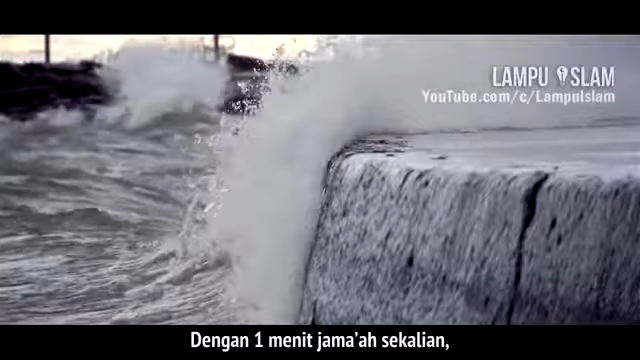 LAMPU ISLAM
YouTube.com/c/LampuIslam
Dengan 1 menit jama'ah sekalian,